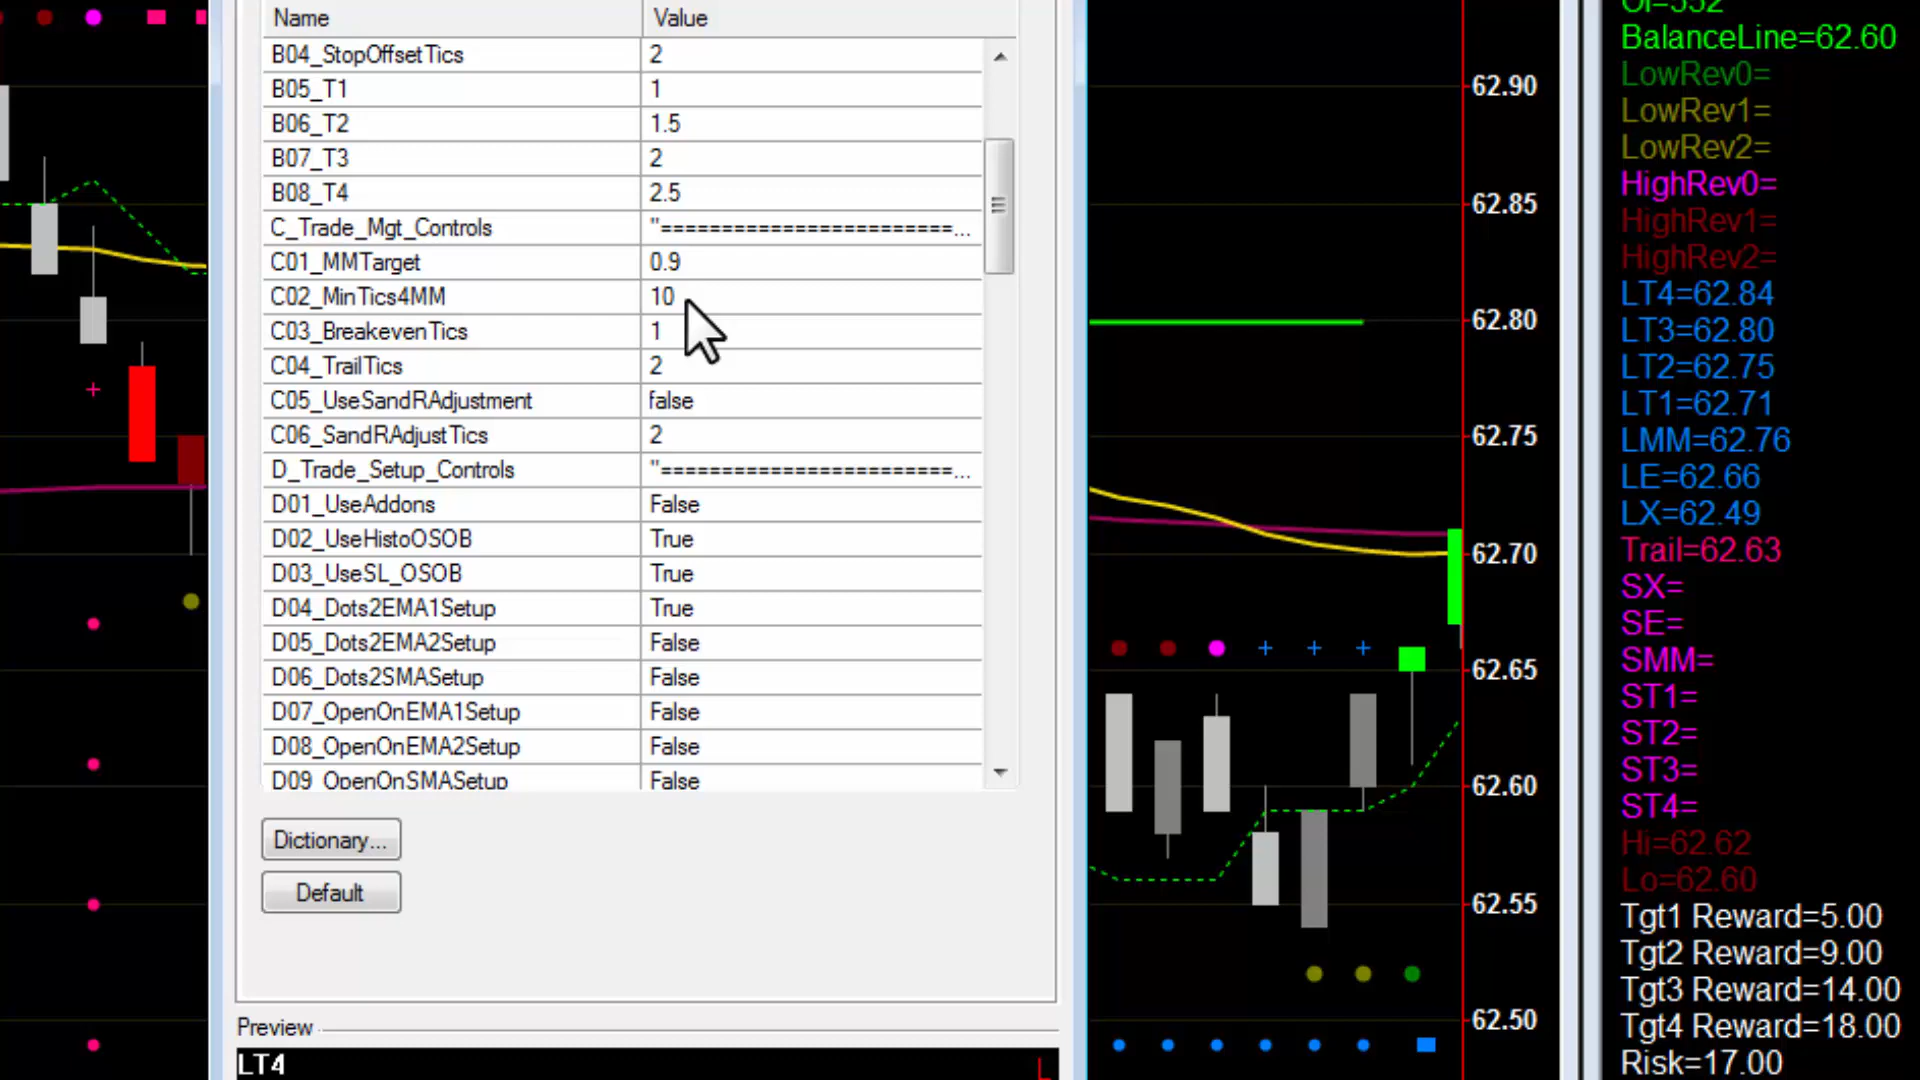 Name Value
B04_StopOffsetTics 2
B05_T1 1
B06_T2 1.5
B07_T3 2
B08_T4 2.5
C_Trade_Mgt_Controls "========================...
C01_MMTarget 0.9
C02_MinTics4MM 10
C03_BreakevenTics 1
C04_TrailTics 2
C05_UseSandRAdjustment false
C06_SandRAdjustTics 2
D_Trade_Setup_Controls "========================...
D01_UseAddons False
D02_UseHistoOSOB True
D03_UseSL_OSOB True
D04_Dots2EMA1Setup True
D05_Dots2EMA2Setup False
D06_Dots2SMASetup False
D07_OpenOnEMA1Setup False
D08_OpenOnEMA2Setup False
D09_OpenOnSMASetup False
Dictionary...
Default
Preview
LT4
L
62.90
62.85
62.80
62.75
62.70
62.65
62.60
62.55
62.50
OI=552
BalanceLine=62.60
LowRev0=
LowRev1=
LowRev2=
HighRev0=
HighRev1=
HighRev2=
LT4=62.84
LT3=62.80
LT2=62.75
LT1=62.71
LMM=62.76
LE=62.66
LX=62.49
Trail=62.63
SX=
SE=
SMM=
ST1=
ST2=
ST3=
ST4=
Hi=62.62
Lo=62.60
Tgt1 Reward=5.00
Tgt2 Reward=9.00
Tgt3 Reward=14.00
Tgt4 Reward=18.00
Risk=17.00